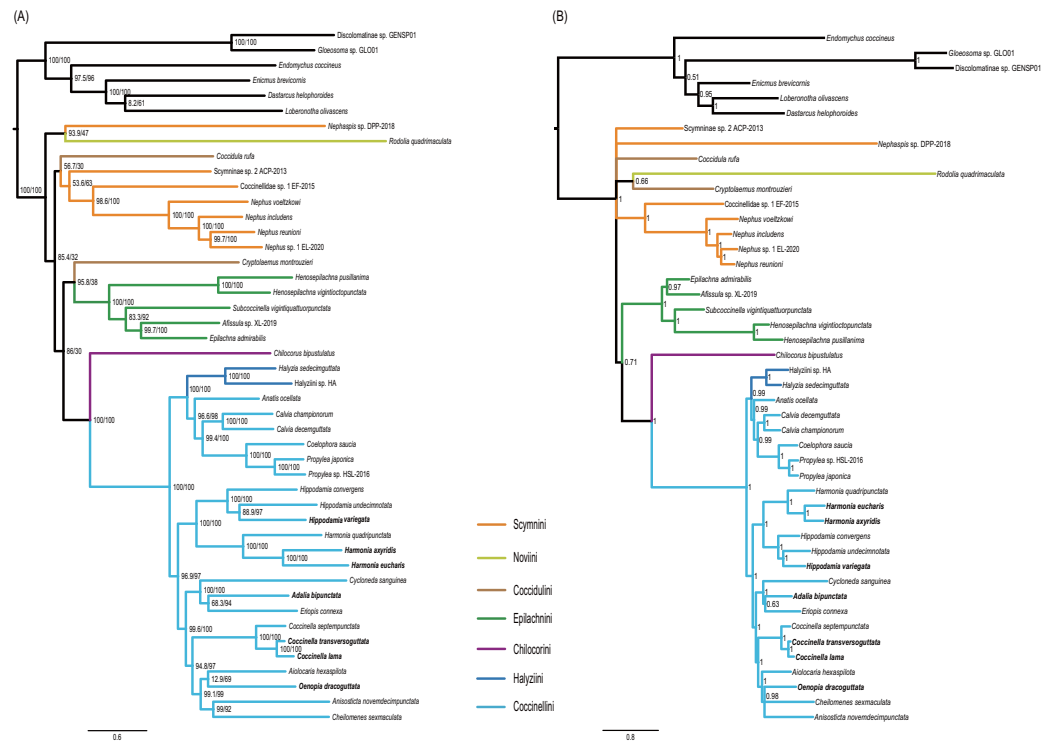 (A)
Discolomatinae sp. GENSP01
100/100
Gloeosoma sp. GLO01
100/100
Endomychus coccineus
97.5/96
Enicmus brevicornis
100/100
Dastarcus helophoroides
8.2/61
Loberonotha olivascens
Nephaspis sp. DPP-2018
93.9/47
Rodolia quadrimaculata
100/100
Coccidula rufa
56.7/30
Scymninae sp. 2 ACP-2013
53.6/63
Coccinellidae sp. 1 EF-2015
98.6/100
Nephus voeltzkowi
100/100
Nephus includens
100/100
Nephus reunioni
99.7/100
Nephus sp. 1 EL-2020
85.4/32
Cryptolaemus montrouzieri
95.8/38
Henosepilachna pusillanima
100/100
Henosepilachna vigintioctopunctata
100/100
Subcoccinella vigintiquattuorpunctata
83.3/92
Afissula sp. XL-2019
99.7/100
Epilachna admirabilis
86/30
Chilocorus bipustulatus
100/100
Halyzia sedecimguttata
100/100
Halyziini sp. HA
100/100
Anatis ocellata
96.6/98
Calvia championorum
100/100
Calvia decemguttata
99.4/100
Coelophora saucia
100/100
Propylea japonica
100/100
Propylea sp. HSL-2016
100/100
Hippodamia convergens
100/100
Hippodamia undecimnotata
88.9/97
Hippodamia variegata
100/100
Harmonia quadripunctata
100/100
Harmonia axyridis
100/100
Harmonia eucharis
96.9/97
Cycloneda sanguinea
100/100
Adalia bipunctata
68.3/94
Eriopis connexa
99.6/100
Coccinella septempunctata
100/100
Coccinella transversoguttata
100/100
Coccinella lama
94.8/97
Aiolocaria hexaspilota
12.9/69
Oenopia dracoguttata
99.1/99
Anisosticta novemdecimpunctata
99/92
Cheilomenes sexmaculata
0.6
Scymnini
Noviini
Coccidulini
Epilachnini
Chilocorini
Halyziini
Coccinellini
(B)
Endomychus coccineus
1
Gloeosoma sp. GLO01
1
Discolomatinae sp. GENSP01
0.51
Enicmus brevicornis
0.95
Loberonotha olivascens
1
Dastarcus helophoroides
Scymninae sp. 2 ACP-2013
Nephaspis sp. DPP-2018
1
Coccidula rufa
Rodolia quadrimaculata
0.66
Cryptolaemus montrouzieri
Coccinellidae sp. 1 EF-2015
1
Nephus voeltzkowi
1
Nephus includens
1
Nephus sp. 1 EL-2020
1
Nephus reunioni
Epilachna admirabilis
0.97
Afissula sp. XL-2019
1
Subcoccinella vigintiquattuorpunctata
1
Henosepilachna vigintioctopunctata
1
Henosepilachna pusillanima
0.71
Chilocorus bipustulatus
1
Halyziini sp. HA
1
Halyzia sedecimguttata
0.99
Anatis ocellata
0.99
Calvia decemguttata
1
Calvia championorum
0.99
Coelophora saucia
1
Propylea sp. HSL-2016
1
Propylea japonica
1
Harmonia quadripunctata
1
Harmonia eucharis
1
Harmonia axyridis
1
Hippodamia convergens
1
Hippodamia undecimnotata
1
Hippodamia variegata
1
Cycloneda sanguinea
1
Adalia bipunctata
0.63
Eriopis connexa
1
Coccinella septempunctata
1
Coccinella transversoguttata
1
Coccinella lama
1
Aiolocaria hexaspilota
1
Oenopia dracoguttata
0.98
Cheilomenes sexmaculata
Anisosticta novemdecimpunctata
0.8